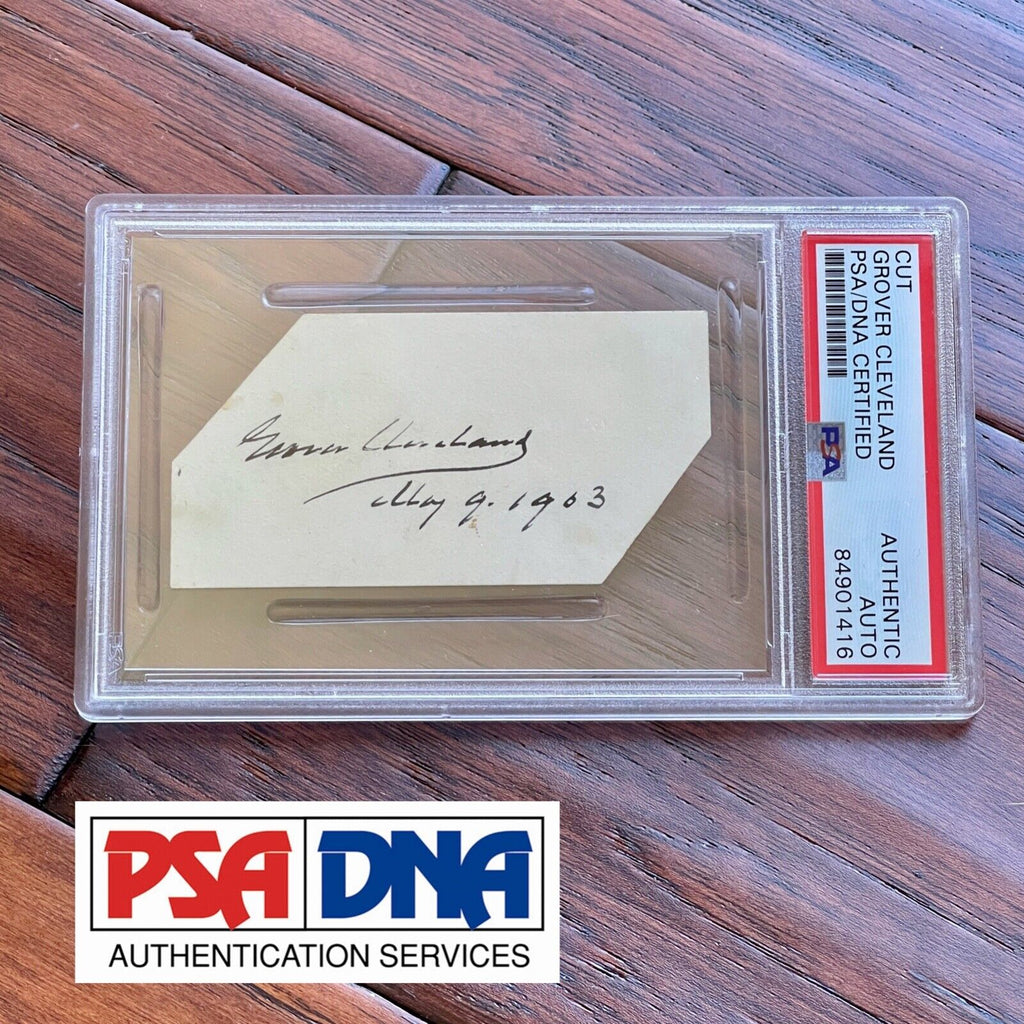 Grover Cleveland
May 9. 1903
CUT
GROVER CLEVELAND
PSA/DNA CERTIFIED
PSA
AUTHENTIC
AUTO
84901416
PSA DNA
AUTHENTICATION SERVICES